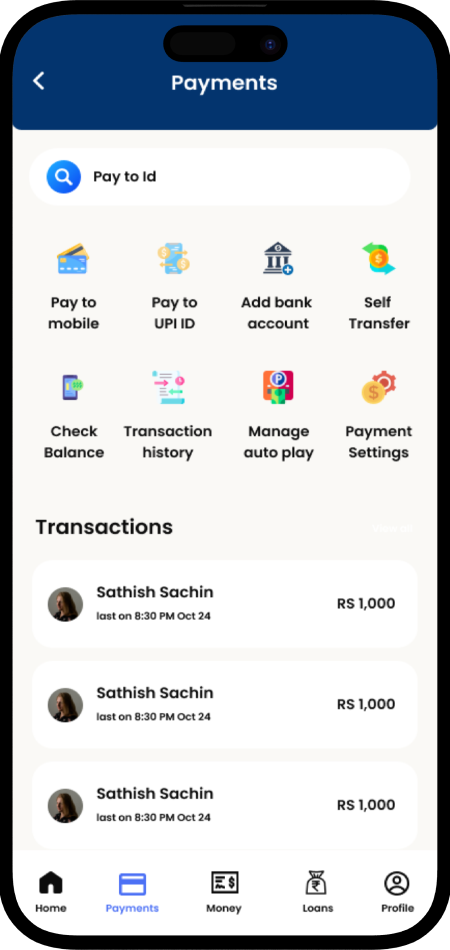 Payments
Pay to Id
Pay to
mobile
Pay to
UPI ID
Add bank
account
Self
Transfer
Check
Balance
Transaction
history
Manage
auto play
Payment
Settings
Transactions
Sathish Sachin
last on 8:30 PM Oct 24
RS 1,000
Sathish Sachin
last on 8:30 PM Oct 24
RS 1,000
Sathish Sachin
last on 8:30 PM Oct 24
RS 1,000
Home
Payments
Money
Loans
Profile